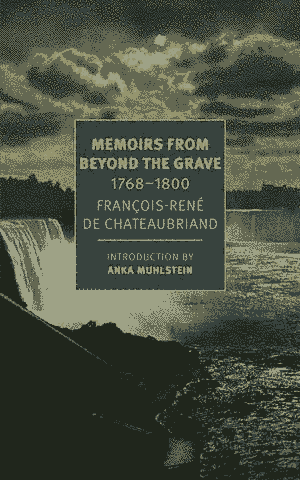 MEMOIRS FROM
BEYOND THE GRAVE
1768–1800
FRANÇOIS-RENÉ
DE CHATEAUBRIAND
INTRODUCTION BY
ANKA MUHLSTEIN